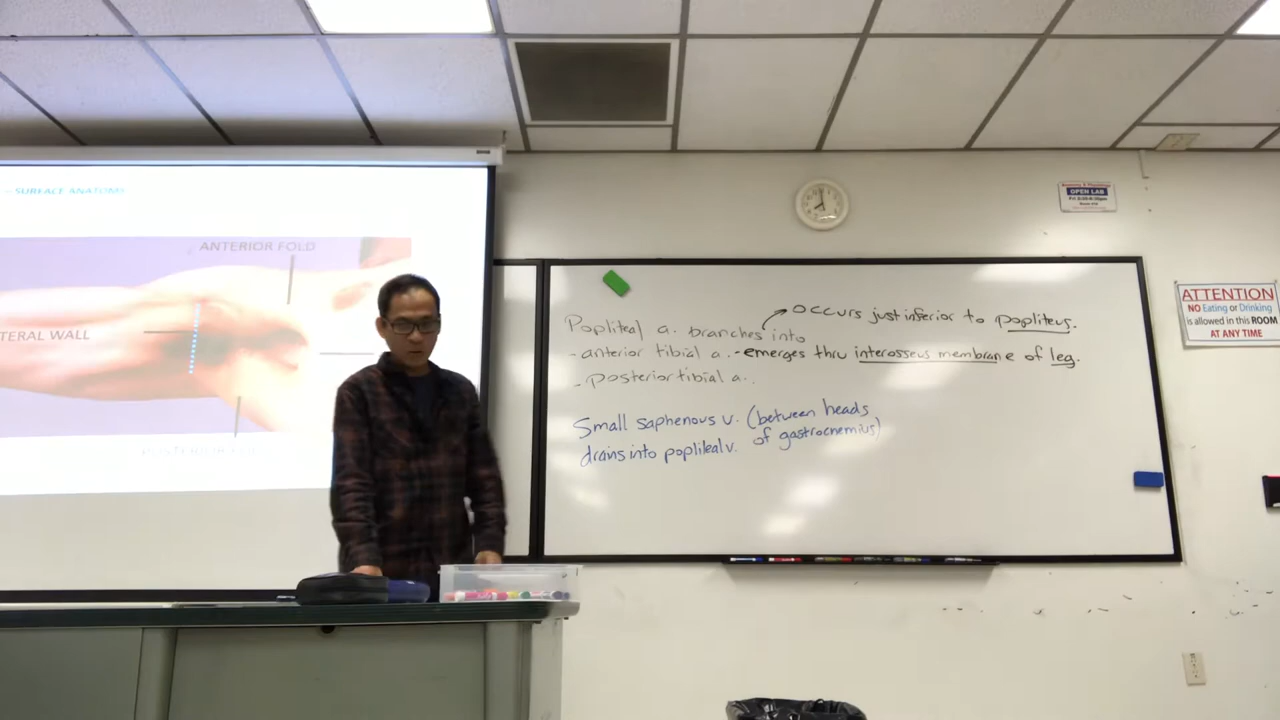 SURFACE ANATOMY
ANTERIOR FOLD
TERAL WALL
Popliteal a. branches into
occurs just inferior to popliteus.
- anterior tibial a. - emerges thru interosseus membrane of leg.
- posterior tibial a.
Small saphenous v. (between heads
drains into popliteal v. of gastrocnemius)
OPEN LAB
ATTENTION
NO Eating or Drinking
is allowed in this ROOM
AT ANY TIME